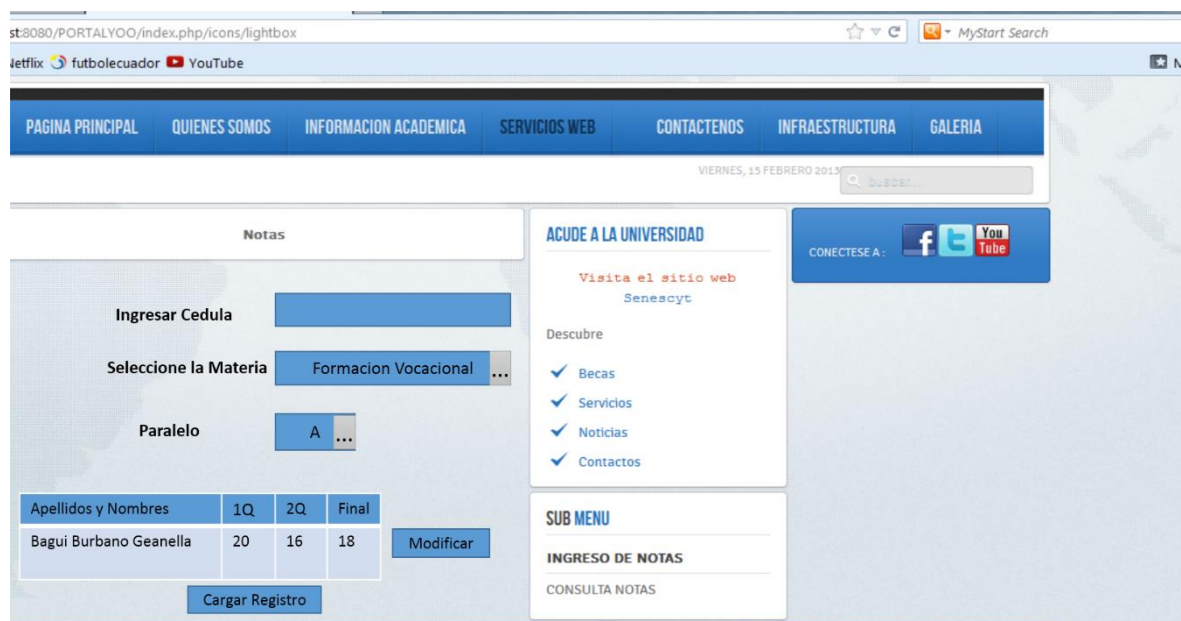 st:8080/PORTALYOO/index.php/icons/lightbox
MyStart Search
Netflix futbolecuador YouTube
PAGINA PRINCIPAL QUIENES SOMOS INFORMACION ACADEMICA SERVICIOS WEB CONTACTENOS INFRAESTRUCTURA GALERIA
VIERNES, 15 FEBRERO 2013
buscar...
Notas
Ingresar Cedula
Seleccione la Materia Formacion Vocacional ...
Paralelo A ...
Apellidos y Nombres 1Q 2Q Final
Bagui Burbano Geanella 20 16 18 Modificar
Cargar Registro
ACUDE A LA UNIVERSIDAD
Visita el sitio web
Senescyt
Descubre
Becas
Servicios
Noticias
Contactos
SUB MENU
INGRESO DE NOTAS
CONSULTA NOTAS
CONECTESE A :
You
Tube